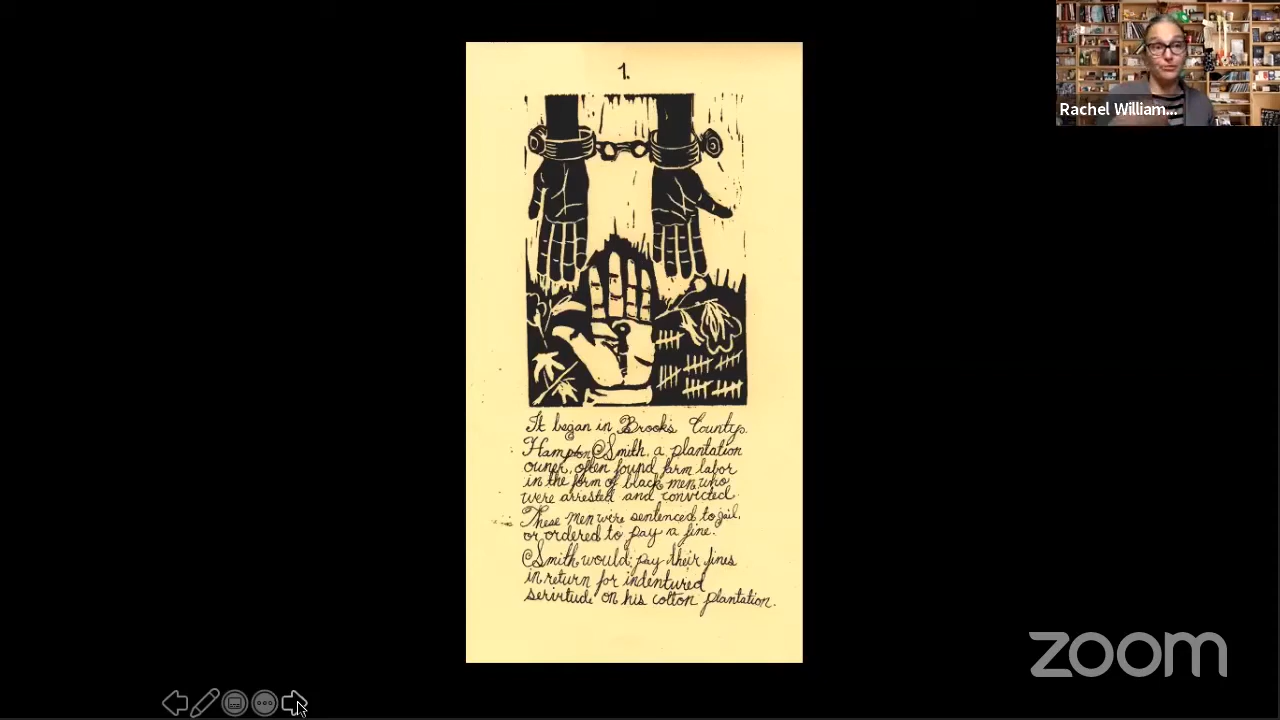 Rachel William...
1.
It began in Brooks County.
Hampton Smith, a plantation
owner, often found farm labor
in the form of black men who
were arrested and convicted.
These men were sentenced to jail,
or ordered to pay a fine.
Smith would pay their fines
in return for indentured
serivtude on his cotton plantation.
zoom